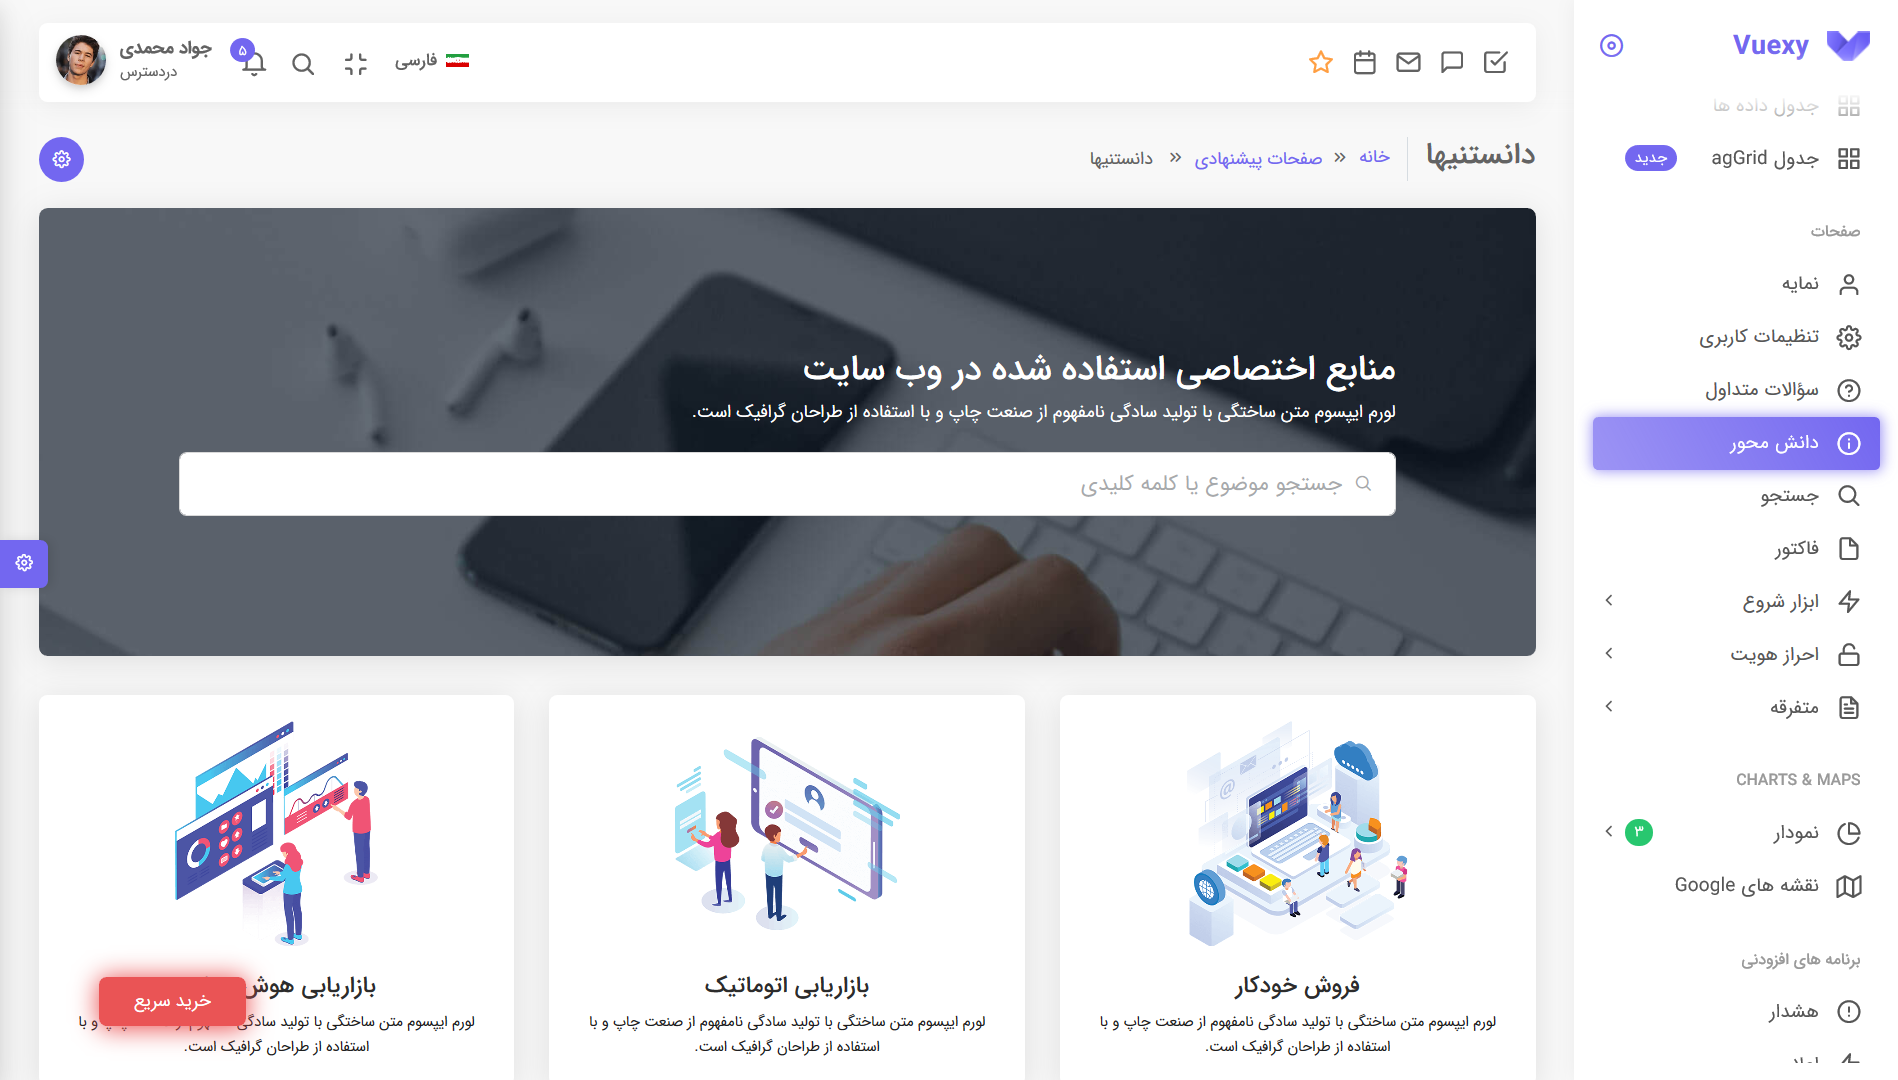 Vuexy
جدول داده ها
جدول agGrid
جدید
صفحات
نمایه
تنظیمات کاربری
سؤالات متداول
دانش محور
جستجو
فاکتور
ابزار شروع
احراز هویت
متفرقه
CHARTS & MAPS
نمودار
۳
نقشه های Google
برنامه های افزودنی
هشدار
فارسی
۵
جواد محمدی
دردسترس
دانستنیها
خانه » صفحات پیشنهادی » دانستنیها
منابع اختصاصی استفاده شده در وب سایت
لورم ایپسوم متن ساختگی با تولید سادگی نامفهوم از صنعت چاپ و با استفاده از طراحان گرافیک است.
جستجو موضوع یا کلمه کلیدی
فروش خودکار
لورم ایپسوم متن ساختگی با تولید سادگی نامفهوم از صنعت چاپ و با
استفاده از طراحان گرافیک است.
بازاریابی اتوماتیک
لورم ایپسوم متن ساختگی با تولید سادگی نامفهوم از صنعت چاپ و با
استفاده از طراحان گرافیک است.
بازاریابی
لورم ایپسوم متن ساختگی با تولید سادگی
چاپ و با
استفاده از طراحان گرافیک است.
خرید سریع